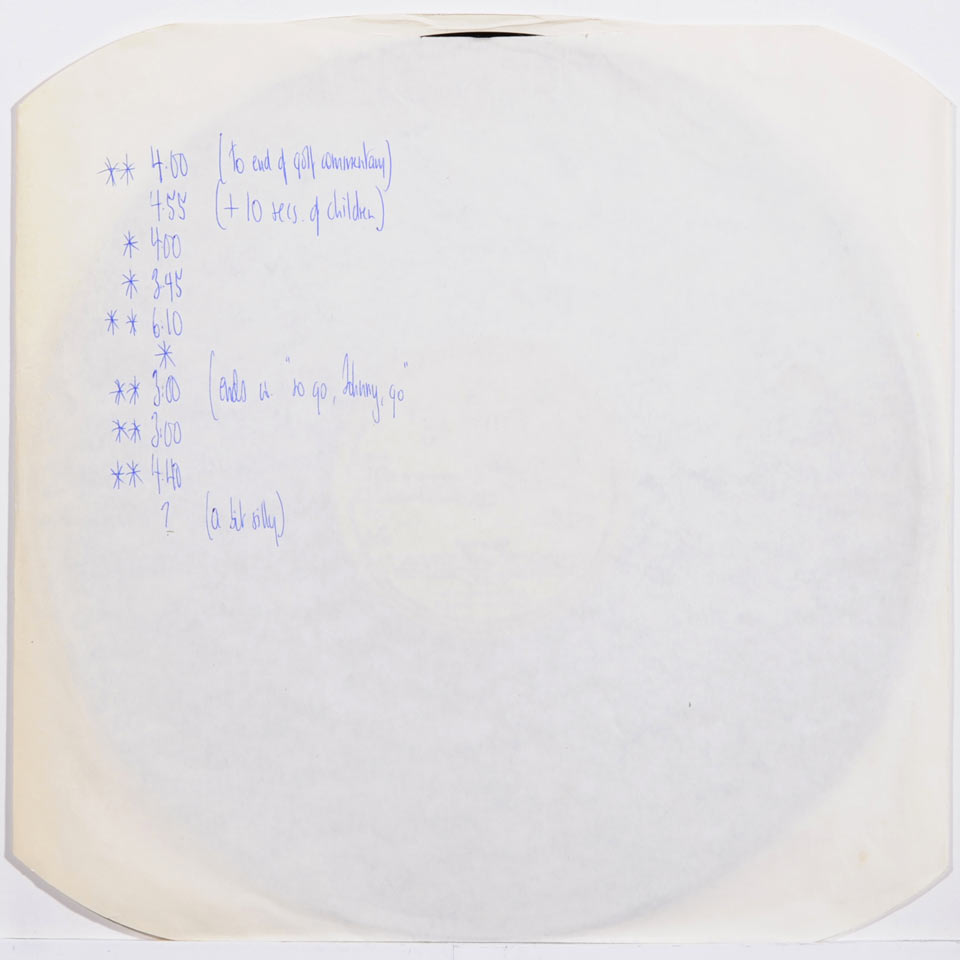 ** 4.00 (to end of golf commentary)
4.55 (+ 10 secs. of children)
* 4.00
* 3.45
** 6.10
*
** 3.00 (ends w. "so go, Johnny, go"
** 3.00
** 4.40
? (a bit silly)